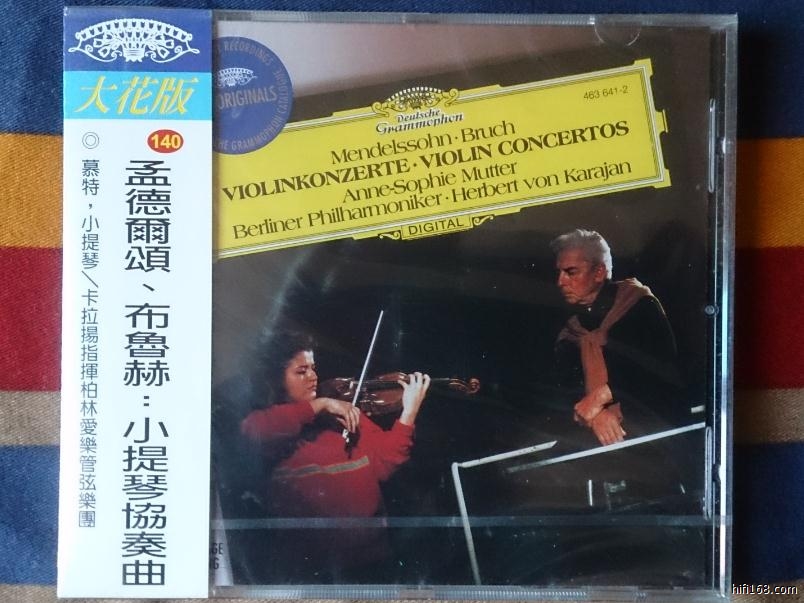 大花版
140
孟德爾頌、布魯赫：小提琴協奏曲
◎慕特，小提琴／卡拉揚指揮柏林愛樂管弦樂團
RECORDINGS
ORIGINALS
Deutsche
Grammophon
463 641-2
Mendelssohn · Bruch
VIOLINKONZERTE · VIOLIN CONCERTOS
Anne-Sophie Mutter
Berliner Philharmoniker · Herbert von Karajan
DIGITAL
hifi168.com